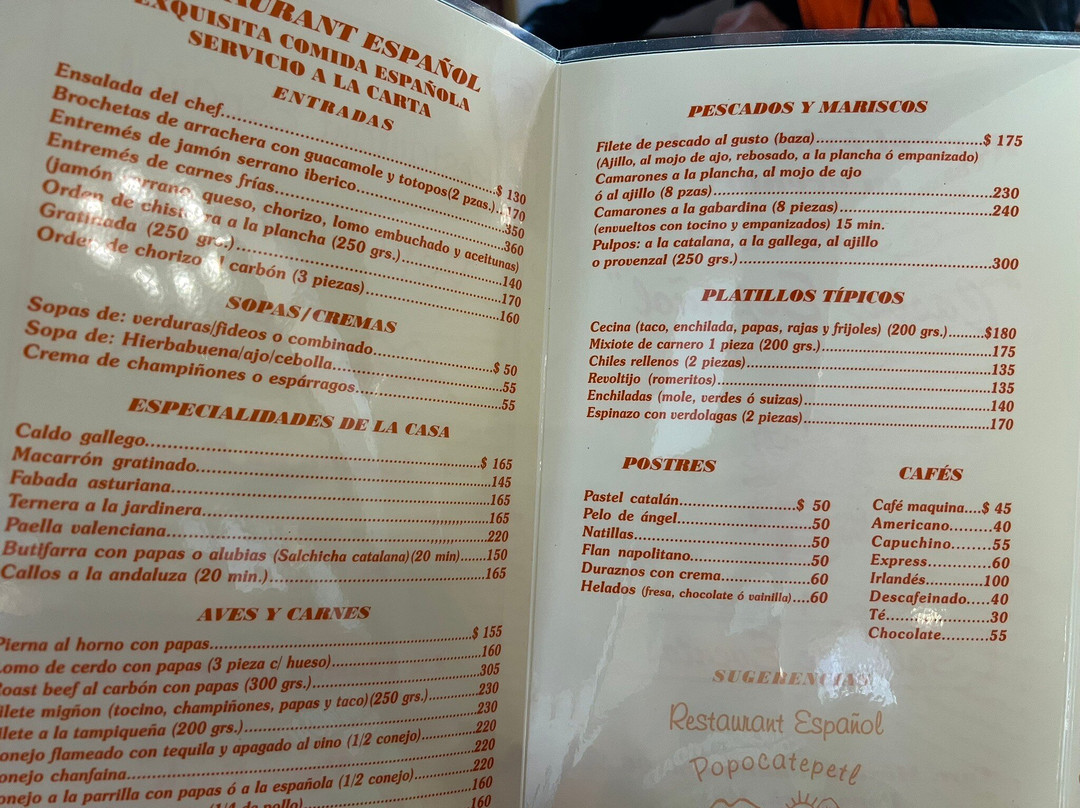 AURANT ESPAÑOL
EXQUISITA COMIDA ESPAÑOLA
SERVICIO A LA CARTA
ENTRADAS
Ensalada del chef...$ 130
Brochetas de arrachera con guacamole y totopos(2 pzas.)...170
Entremés de jamón serrano iberico...350
Entremés de carnes frías...360
(jamón serrano, queso, chorizo, lomo embuchado y aceitunas)
Orden de chistorra a la plancha (250 grs.)...140
Gratinada (250 grs.)...170
Orden de chorizo al carbón (3 piezas)...160
SOPAS/CREMAS
Sopas de: verduras/fideos o combinado...$ 50
Sopa de: Hierbabuena/ajo/cebolla...55
Crema de champiñones o espárragos...55
ESPECIALIDADES DE LA CASA
Caldo gallego...$ 165
Macarrón gratinado...145
Fabada asturiana...165
Ternera a la jardinera...165
Paella valenciana...220
Butifarra con papas o alubias (Salchicha catalana)(20 min)...150
Callos a la andaluza (20 min.)...165
AVES Y CARNES
Pierna al horno con papas...$ 155
Lomo de cerdo con papas (3 pieza c/ hueso)...160
Roast beef al carbón con papas (300 grs.)...305
ilete migñon (tocino, champiñones, papas y taco)(250 grs.)...230
ilete a la tampiqueña (200 grs.)...230
onejo flameado con tequila y apagado al vino (1/2 conejo)...220
onejo chanfaina...220
onejo a la parrilla con papas ó a la española (1/2 conejo)...220
160
(1/4 de pollo)...160
PESCADOS Y MARISCOS
Filete de pescado al gusto (baza)...$ 175
(Ajillo, al mojo de ajo, rebosado, a la plancha ó empanizado)
Camarones a la plancha, al mojo de ajo
ó al ajillo (8 pzas)...230
Camarones a la gabardina (8 piezas)...240
(envueltos con tocino y empanizados) 15 min.
Pulpos: a la catalana, a la gallega, al ajillo
o provenzal (250 grs.)...300
PLATILLOS TÍPICOS
Cecina (taco, enchilada, papas, rajas y frijoles) (200 grs.)...$180
Mixiote de carnero 1 pieza (200 grs.)...175
Chiles rellenos (2 piezas)...135
Revoltijo (romeritos)...135
Enchiladas (mole, verdes ó suizas)...140
Espinazo con verdolagas (2 piezas)...170
POSTRES
Pastel catalán...$ 50
Pelo de ángel...50
Natillas...50
Flan napolitano...50
Duraznos con crema...60
Helados (fresa, chocolate ó vainilla)....60
CAFÉS
Café maquina....$ 45
Americano...40
Capuchino...55
Express...60
Irlandés...100
Descafeinado.....40
Té...30
Chocolate...55
SUGERENCIAS
Restaurant Español
Popocatepetl